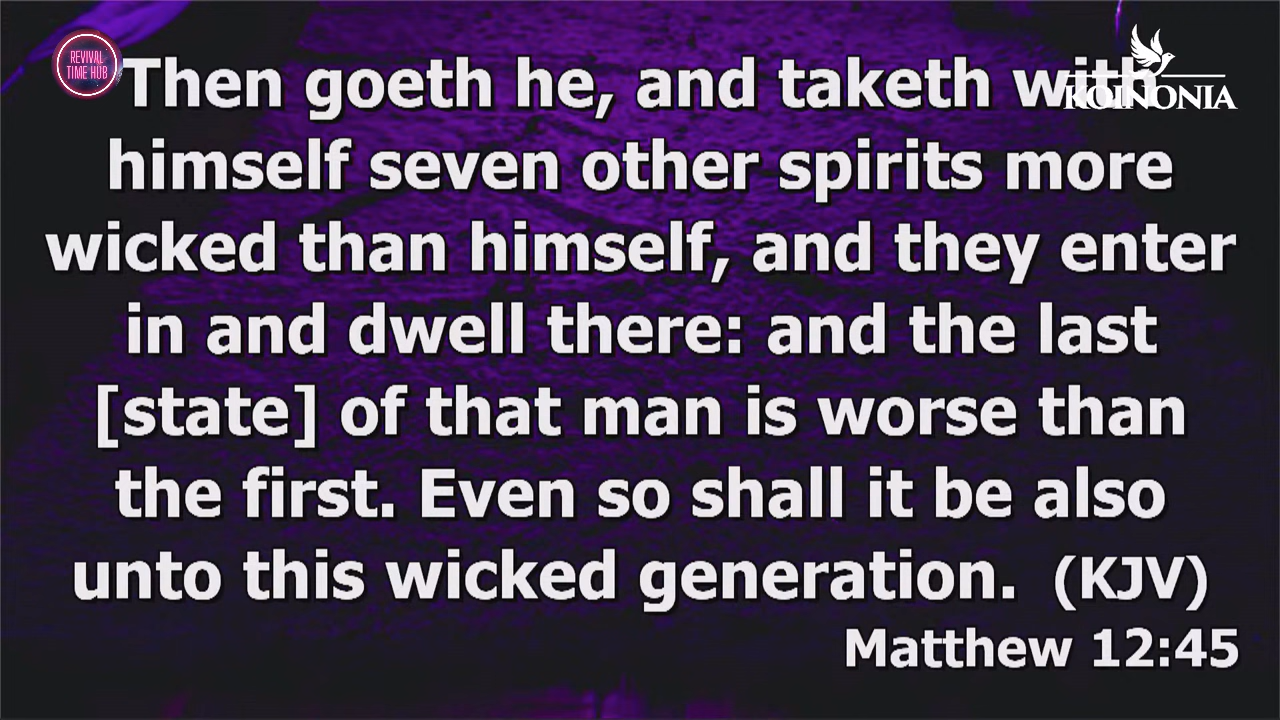 REVIVAL
TIME HUB
KOINONIA
Then goeth he, and taketh with
himself seven other spirits more
wicked than himself, and they enter
in and dwell there: and the last
[state] of that man is worse than
the first. Even so shall it be also
unto this wicked generation. (KJV)
Matthew 12:45